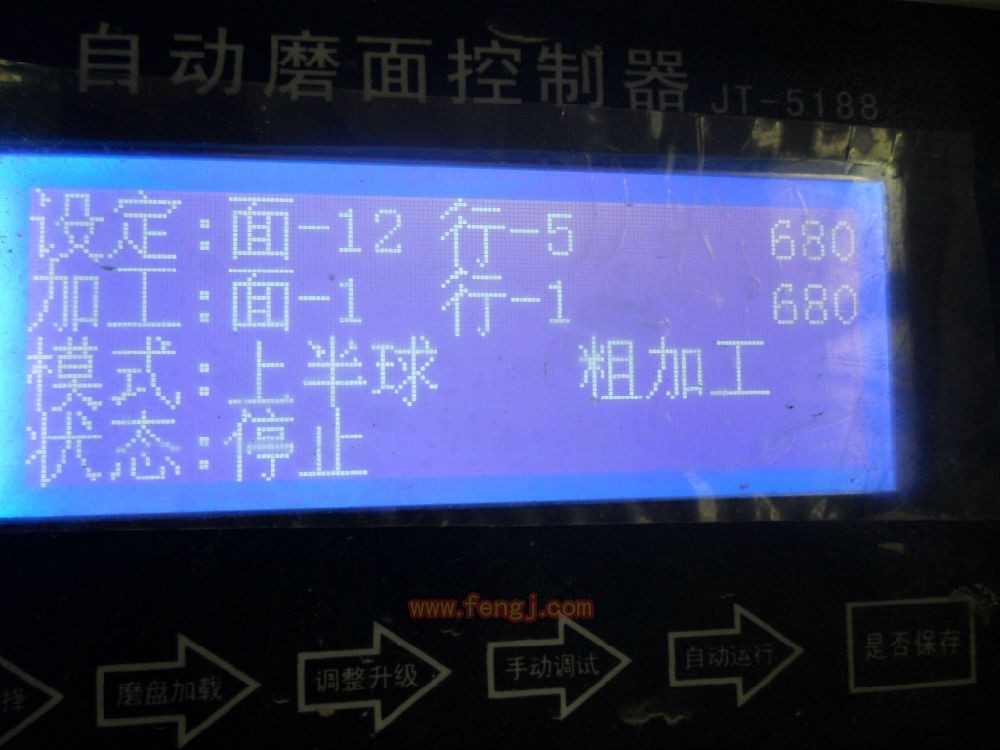 自动磨面控制器 JT-5188
设定:面-12 行-5 680
加工:面-1 行-1 680
模式:上半球 粗加工
状态:停止
www.fengj.com
择 磨盘加载 调整升级 手动调试 自动运行 是否保存